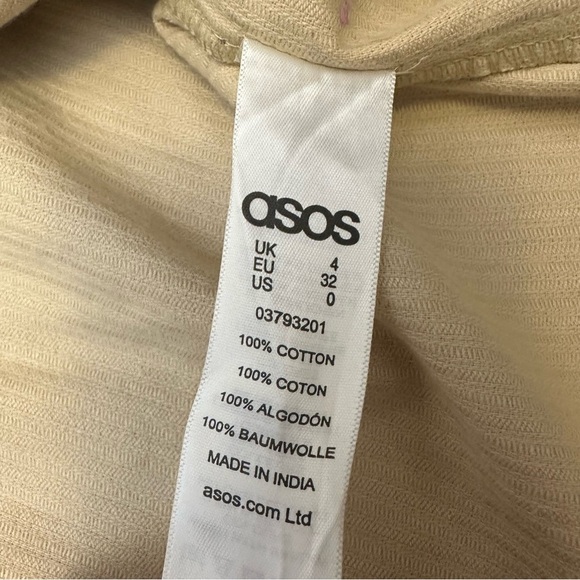 asos
UK 4
EU 32
US 0
03793201
100% COTTON
100% COTON
100% ALGODÓN
100% BAUMWOLLE
MADE IN INDIA
asos.com Ltd